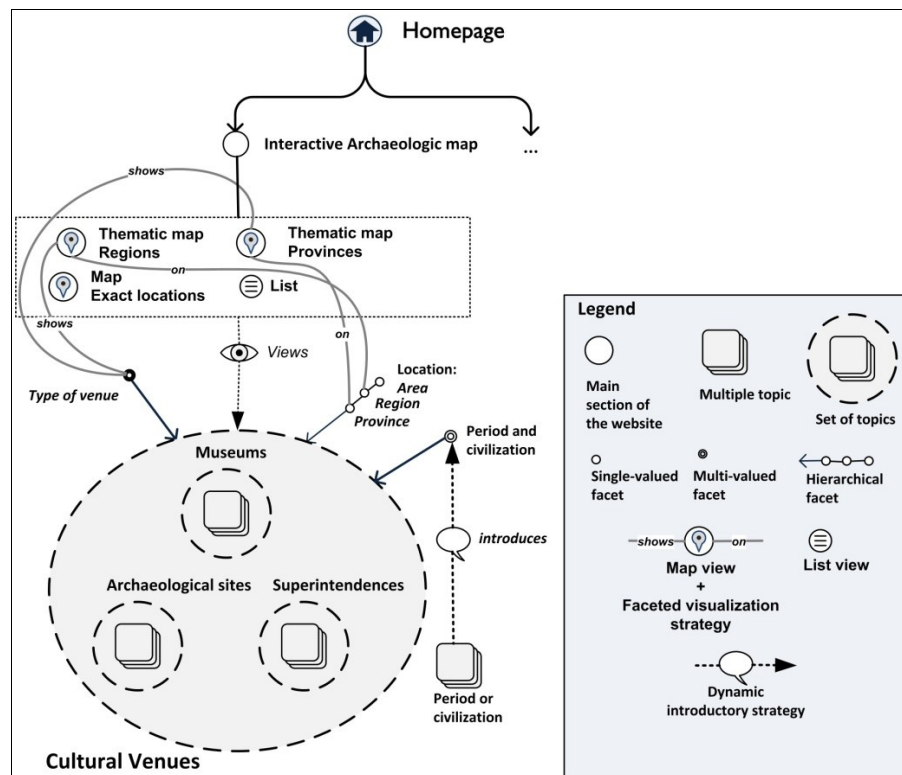 Homepage
Interactive Archaeologic map
...
shows
Thematic map
Regions
Thematic map
Provinces
on
Map
Exact locations
List
shows
on
Views
Type of venue
Location:
Area
Region
Province
Period and
civilization
Museums
introduces
Archaeological sites
Superintendences
Period or
civilization
Cultural Venues
Legend
Main
section of
the website
Multiple topic
Set of topics
Single-valued
facet
Multi-valued
facet
Hierarchical
facet
shows
on
Map view
+
Faceted visualization
strategy
List view
Dynamic
introductory strategy